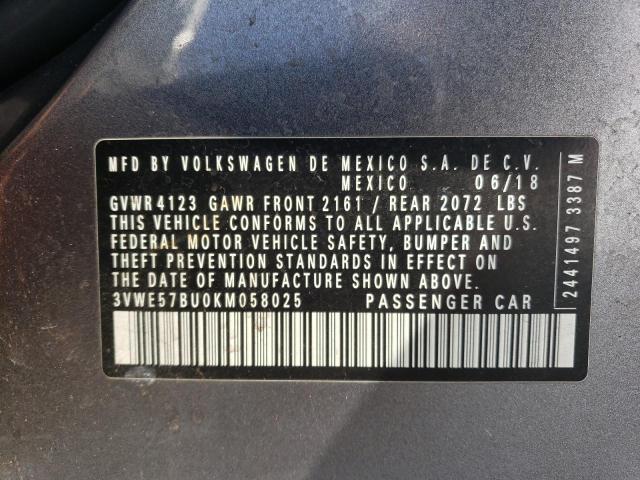 MFD BY VOLKSWAGEN DE MEXICO S.A. DE C.V.
MEXICO 06/18
GVWR 4123 GAWR FRONT 2161 / REAR 2072 LBS
THIS VEHICLE CONFORMS TO ALL APPLICABLE U.S.
FEDERAL MOTOR VEHICLE SAFETY, BUMPER AND
THEFT PREVENTION STANDARDS IN EFFECT ON
THE DATE OF MANUFACTURE SHOWN ABOVE.
3VWE57BU0KM058025 PASSENGER CAR
2441497 3387 M